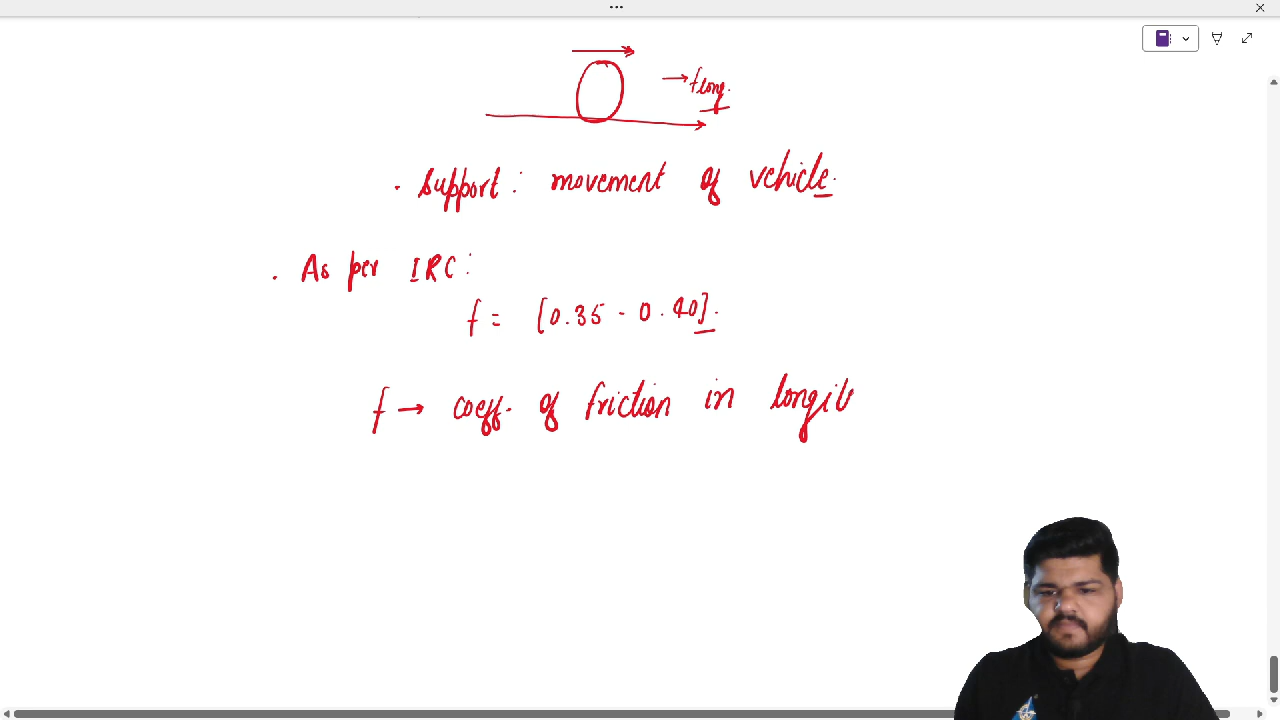 → flong.
. Support: movement of vehicle.
. As per IRC:
f = [0.35 - 0.40].
f → coeff. of friction in longit